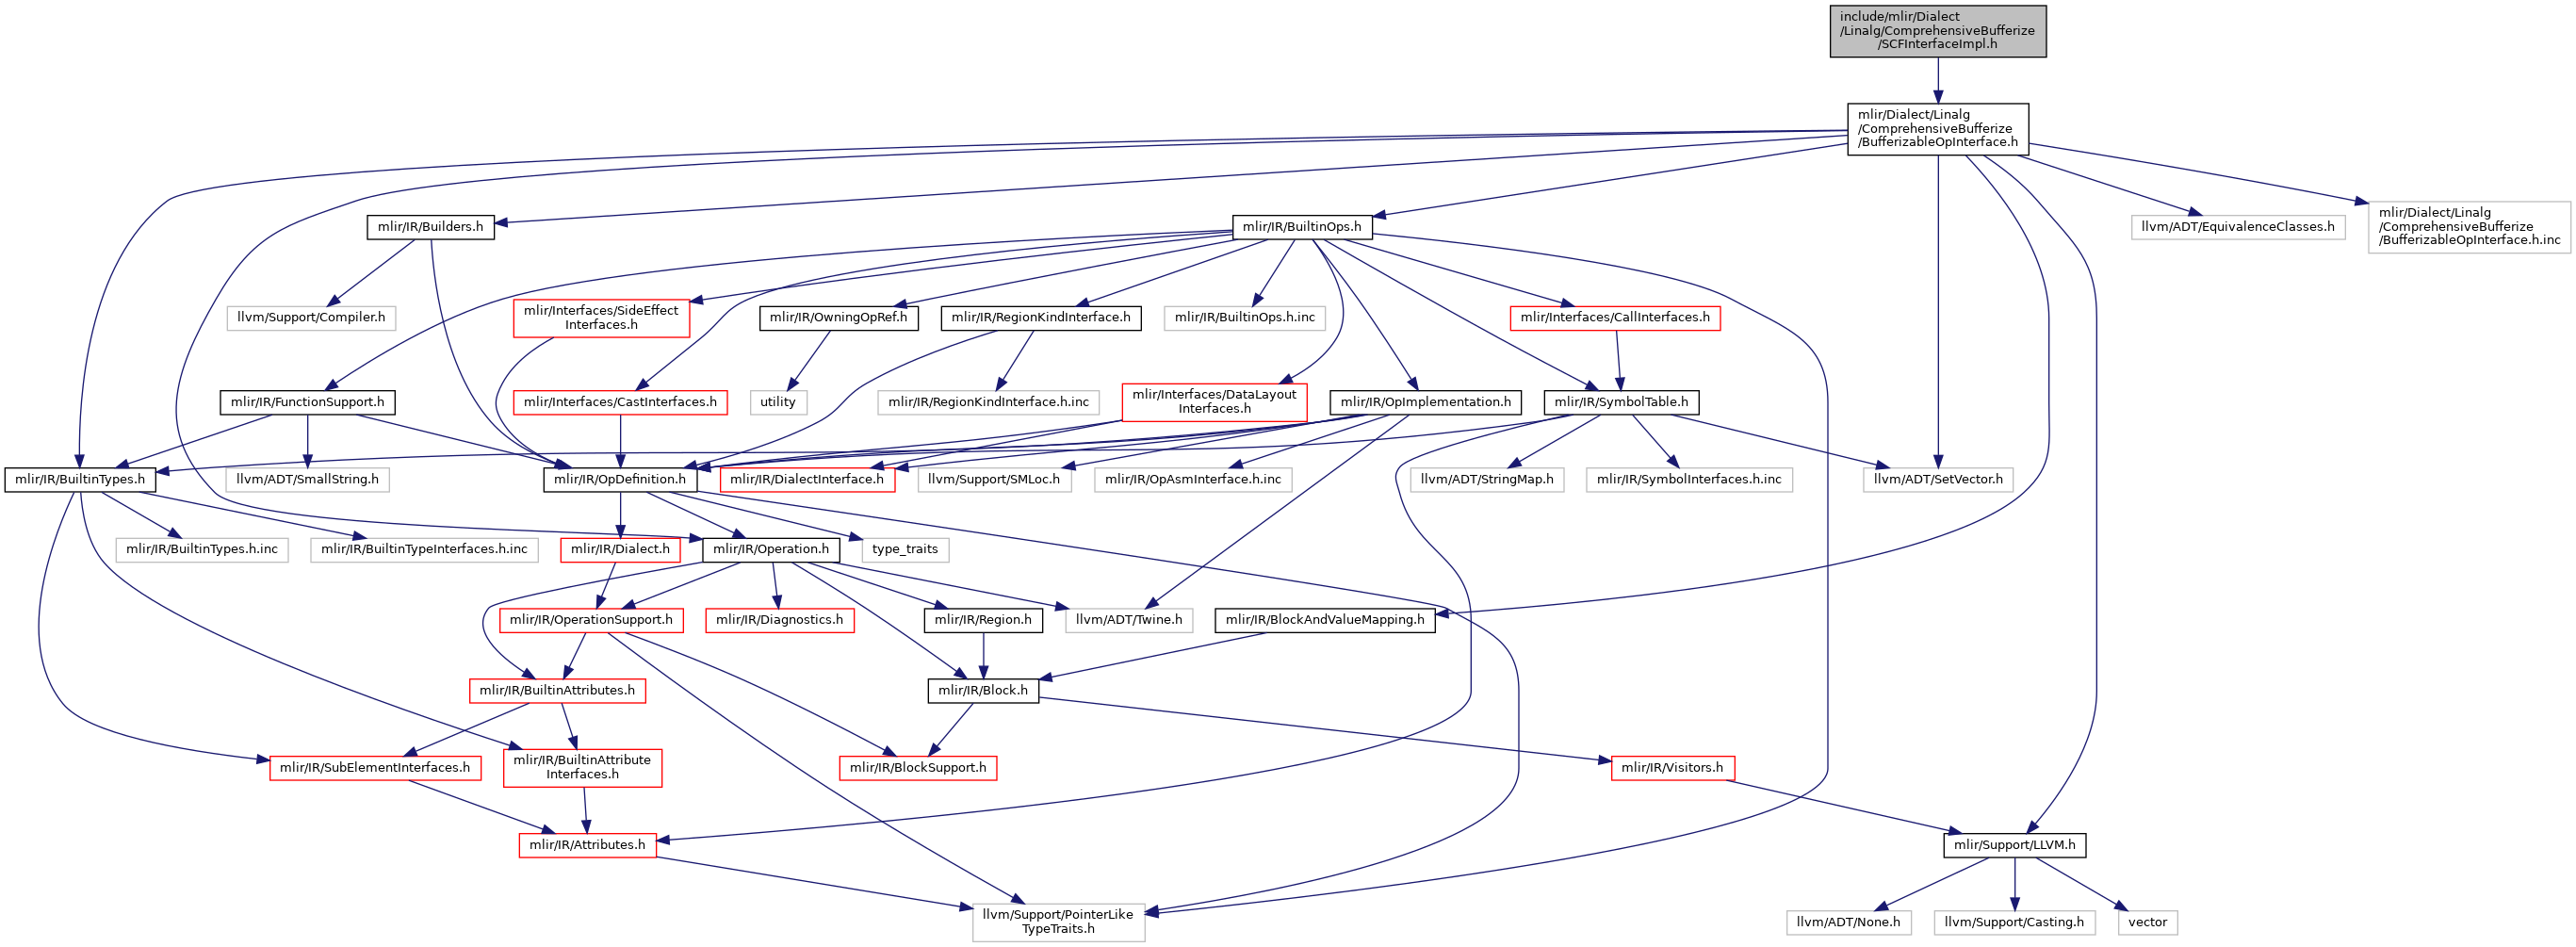 include/mlir/Dialect
/Linalg/ComprehensiveBufferize
/SCFInterfaceImpl.h
mlir/Dialect/Linalg
/ComprehensiveBufferize
/BufferizableOpInterface.h
mlir/IR/Builders.h
mlir/IR/BuiltinOps.h
llvm/ADT/EquivalenceClasses.h
mlir/Dialect/Linalg
/ComprehensiveBufferize
/BufferizableOpInterface.h.inc
llvm/Support/Compiler.h
mlir/Interfaces/SideEffect
Interfaces.h
mlir/IR/OwningOpRef.h
mlir/IR/RegionKindInterface.h
mlir/IR/BuiltinOps.h.inc
mlir/Interfaces/CallInterfaces.h
mlir/IR/FunctionSupport.h
mlir/Interfaces/CastInterfaces.h
utility
mlir/IR/RegionKindInterface.h.inc
mlir/Interfaces/DataLayout
Interfaces.h
mlir/IR/OpImplementation.h
mlir/IR/SymbolTable.h
mlir/IR/BuiltinTypes.h
llvm/ADT/SmallString.h
mlir/IR/OpDefinition.h
mlir/IR/DialectInterface.h
llvm/Support/SMLoc.h
mlir/IR/OpAsmInterface.h.inc
llvm/ADT/StringMap.h
mlir/IR/SymbolInterfaces.h.inc
llvm/ADT/SetVector.h
mlir/IR/BuiltinTypes.h.inc
mlir/IR/BuiltinTypeInterfaces.h.inc
mlir/IR/Dialect.h
mlir/IR/Operation.h
type_traits
mlir/IR/OperationSupport.h
mlir/IR/Diagnostics.h
mlir/IR/Region.h
llvm/ADT/Twine.h
mlir/IR/BlockAndValueMapping.h
mlir/IR/BuiltinAttributes.h
mlir/IR/Block.h
mlir/IR/SubElementInterfaces.h
mlir/IR/BuiltinAttribute
Interfaces.h
mlir/IR/BlockSupport.h
mlir/IR/Visitors.h
mlir/IR/Attributes.h
mlir/Support/LLVM.h
llvm/Support/PointerLike
TypeTraits.h
llvm/ADT/None.h
llvm/Support/Casting.h
vector